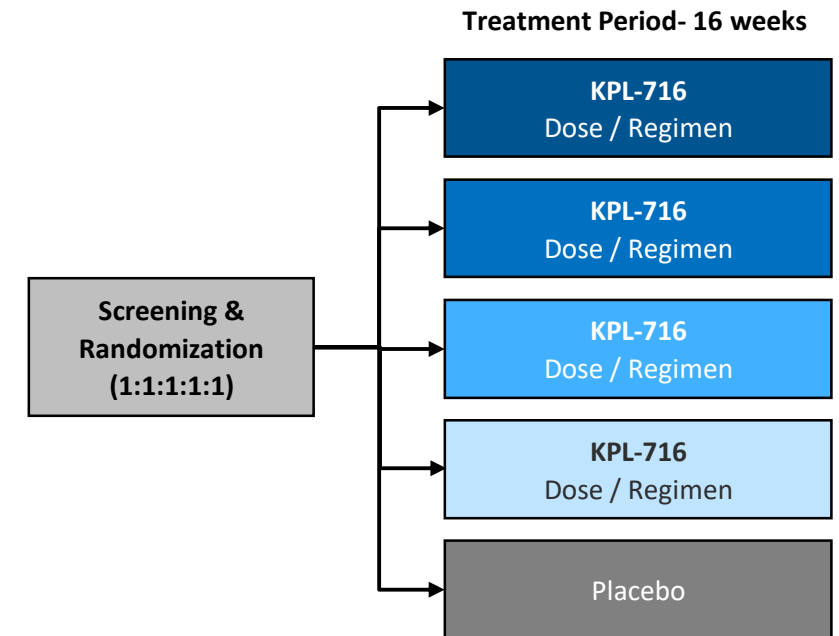 Treatment Period- 16 weeks
KPL-716
Dose / Regimen
KPL-716
Dose / Regimen
Screening &
Randomization
(1:1:1:1:1)
KPL-716
Dose / Regimen
KPL-716
Dose / Regimen
Placebo